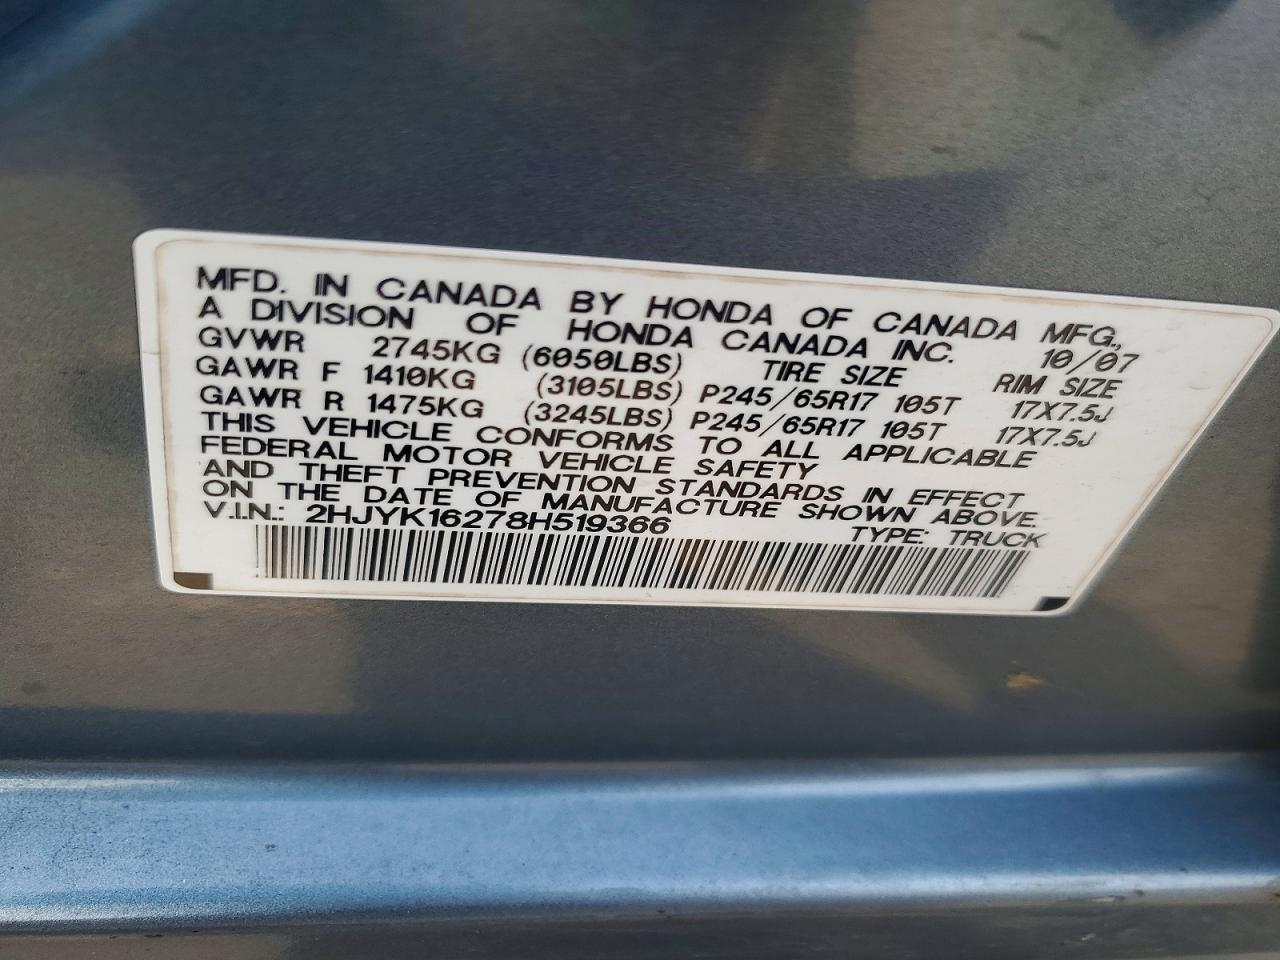 MFD. IN CANADA BY HONDA OF CANADA MFG.,
A DIVISION OF HONDA CANADA INC. 10/07
GVWR 2745KG (6050LBS) TIRE SIZE RIM SIZE
GAWR F 1410KG (3105LBS) P245/65R17 105T 17X7.5J
GAWR R 1475KG (3245LBS) P245/65R17 105T 17X7.5J
THIS VEHICLE CONFORMS TO ALL APPLICABLE
FEDERAL MOTOR VEHICLE SAFETY
AND THEFT PREVENTION STANDARDS IN EFFECT
ON THE DATE OF MANUFACTURE SHOWN ABOVE.
V.I.N.: 2HJYK16278H519366 TYPE: TRUCK